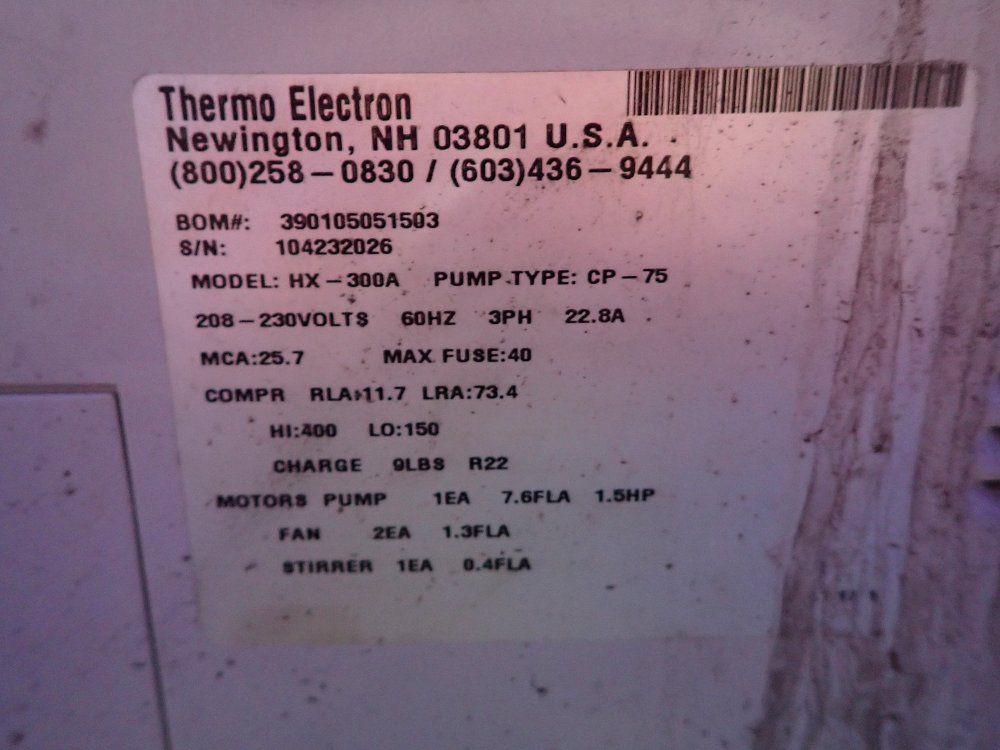 Thermo Electron
Newington, NH 03801 U.S.A.
(800)258-0830 / (603)436-9444
BOM#: 390105051503
S/N: 104232026
MODEL: HX-300A PUMP TYPE: CP-75
208-230VOLTS 60HZ 3PH 22.8A
MCA:25.7 MAX FUSE:40
COMPR RLA:11.7 LRA:73.4
HI:400 LO:150
CHARGE 9LBS R22
MOTORS PUMP 1EA 7.6FLA 1.5HP
FAN 2EA 1.3FLA
STIRRER 1EA 0.4FLA